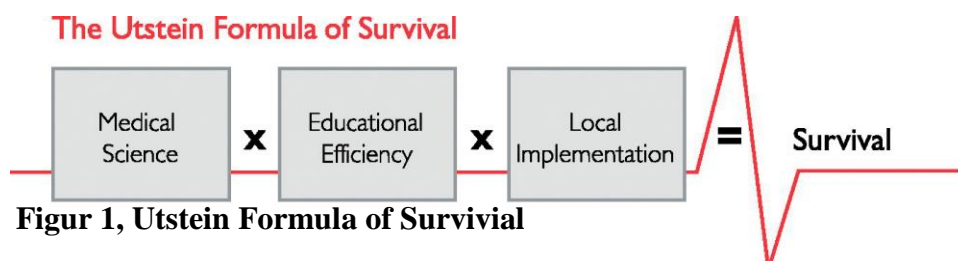 The Utstein Formula of Survival
Medical
Science
x
Educational
Efficiency
x
Local
Implementation
=
Survival
Figur 1, Utstein Formula of Survivial